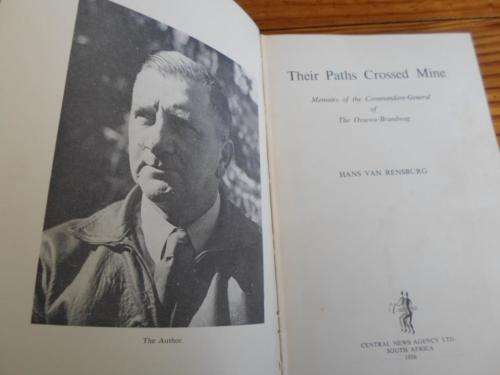 The Author
Their Paths Crossed Mine
Memoirs of the Commandant-General
of
The Ossewa-Brandwag
HANS VAN RENSBURG
CENTRAL NEWS AGENCY LTD.
SOUTH AFRICA
1956